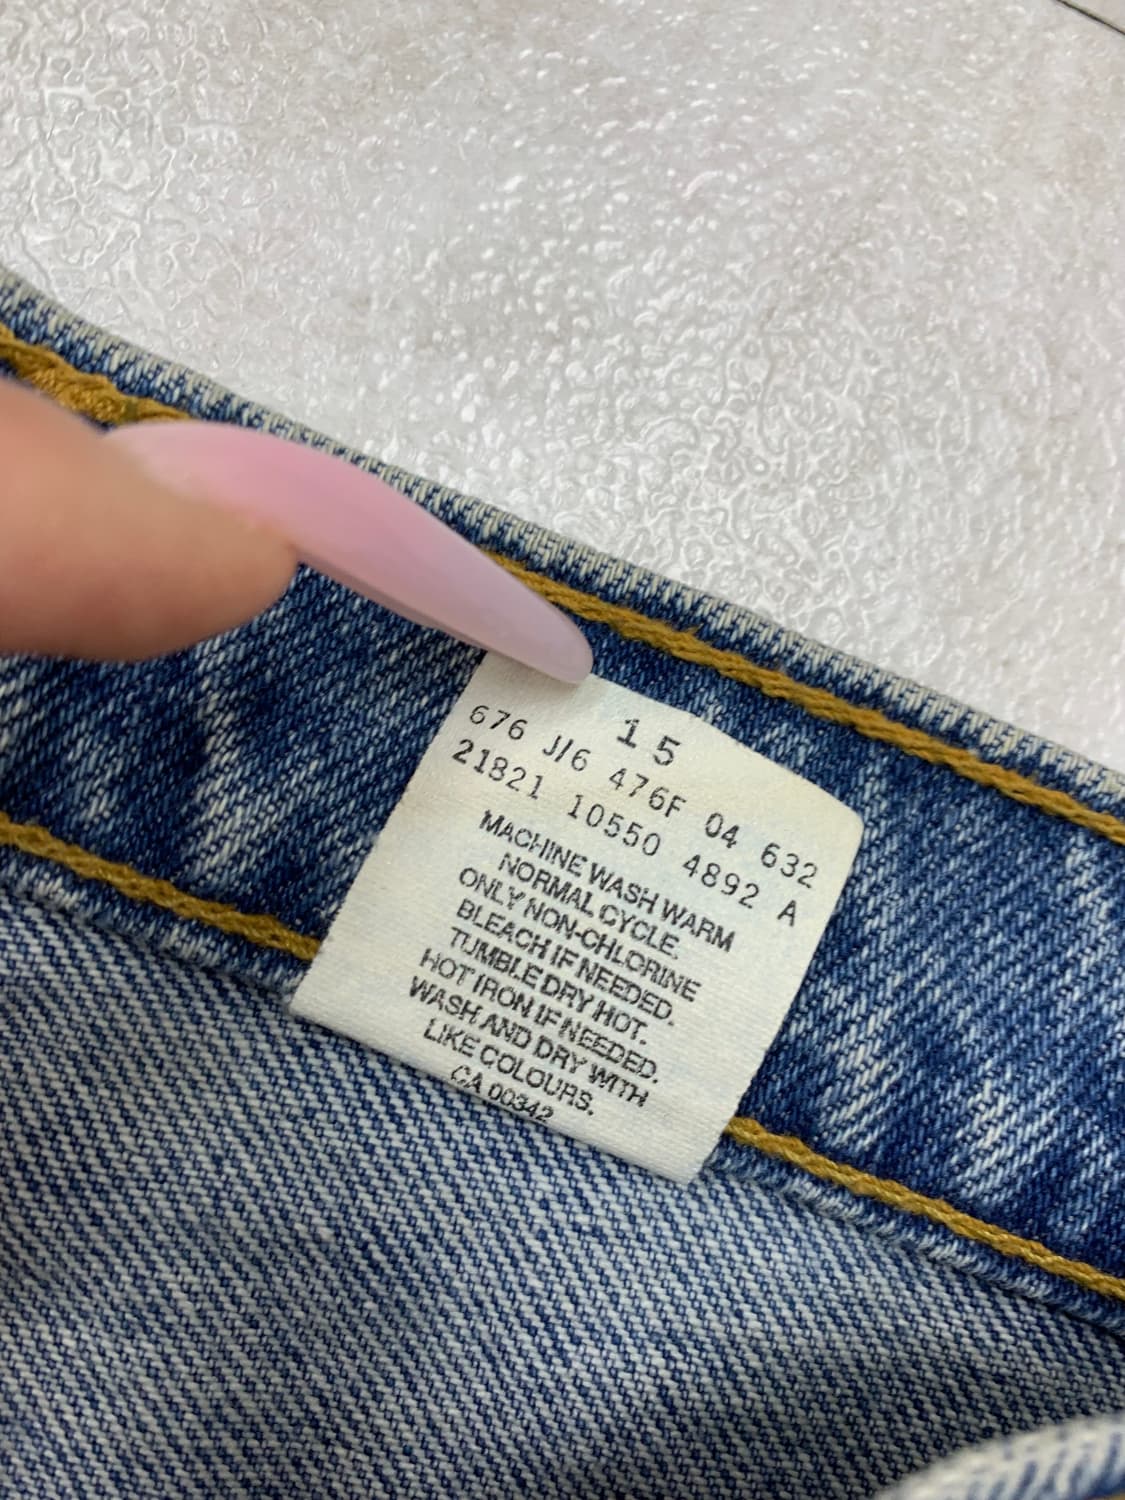 15
676 J/6 476F 04 632
21821 10550 4892 A
MACHINE WASH WARM
NORMAL CYCLE.
ONLY NON-CHLORINE
BLEACH IF NEEDED.
TUMBLE DRY HOT.
HOT IRON IF NEEDED.
WASH AND DRY WITH
LIKE COLOURS.
CA 00342